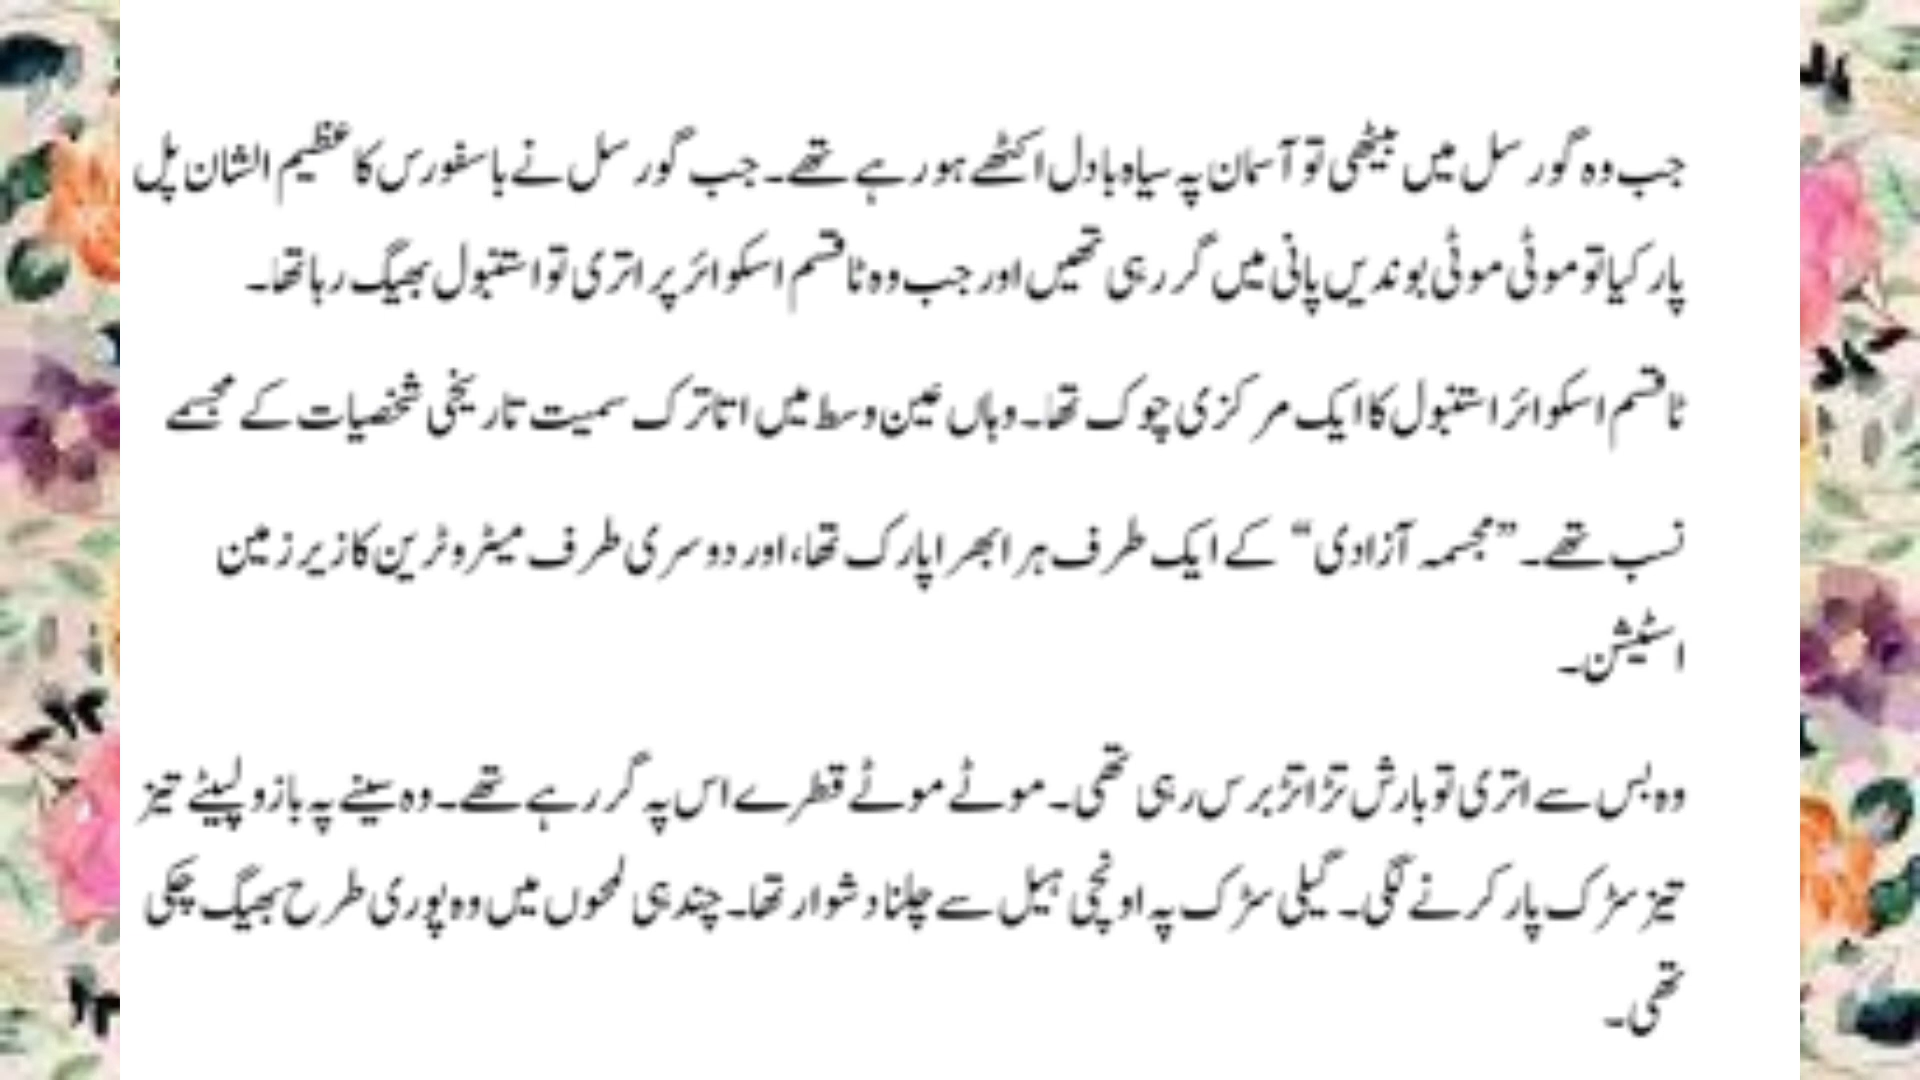 جب وہ گورسل میں بیٹھی تو آسمان پہ سیاہ بادل اکٹھے ہو رہے تھے۔ جب گورسل نے باسفورس کا عظیم الشان پل
پار کیا تو موٹی موٹی بوندیں پانی میں گر رہی تھیں اور جب وہ ٹاقسم اسکوائر پر اتری تو استنبول بھیگ رہا تھا۔
ٹاقسم اسکوائر استنبول کا ایک مرکزی چوک تھا۔ وہاں عین وسط میں اتاترک سمیت تاریخی شخصیات کے مجسمے
نسب تھے۔ ”مجسمہ آزادی“ کے ایک طرف ہرا بھرا پارک تھا، اور دوسری طرف میٹرو ٹرین کا زیر زمین
اسٹیشن۔
وہ بس سے اتری تو بارش تڑا تڑ برس رہی تھی۔ موٹے موٹے قطرے اس پہ گر رہے تھے۔ وہ سینے پہ بازو لپیٹے تیز
تیز سڑک پار کرنے لگی۔ گیلی سڑک پہ اونچی ہیل سے چلنا دشوار تھا۔ چند ہی لمحوں میں وہ پوری طرح بھیگ چکی
تھی۔